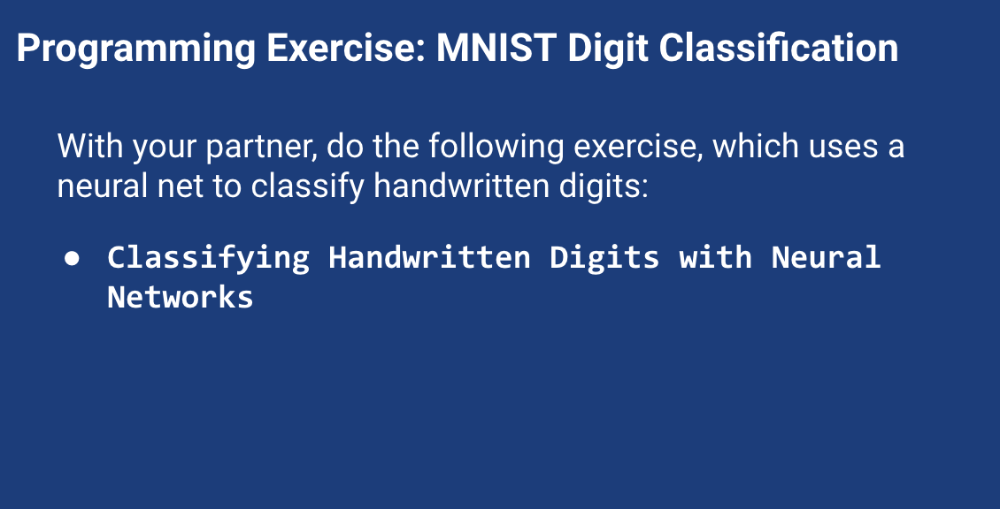 Programming Exercise: MNIST Digit Classification
With your partner, do the following exercise, which uses a
neural net to classify handwritten digits:
● Classifying Handwritten Digits with Neural
Networks